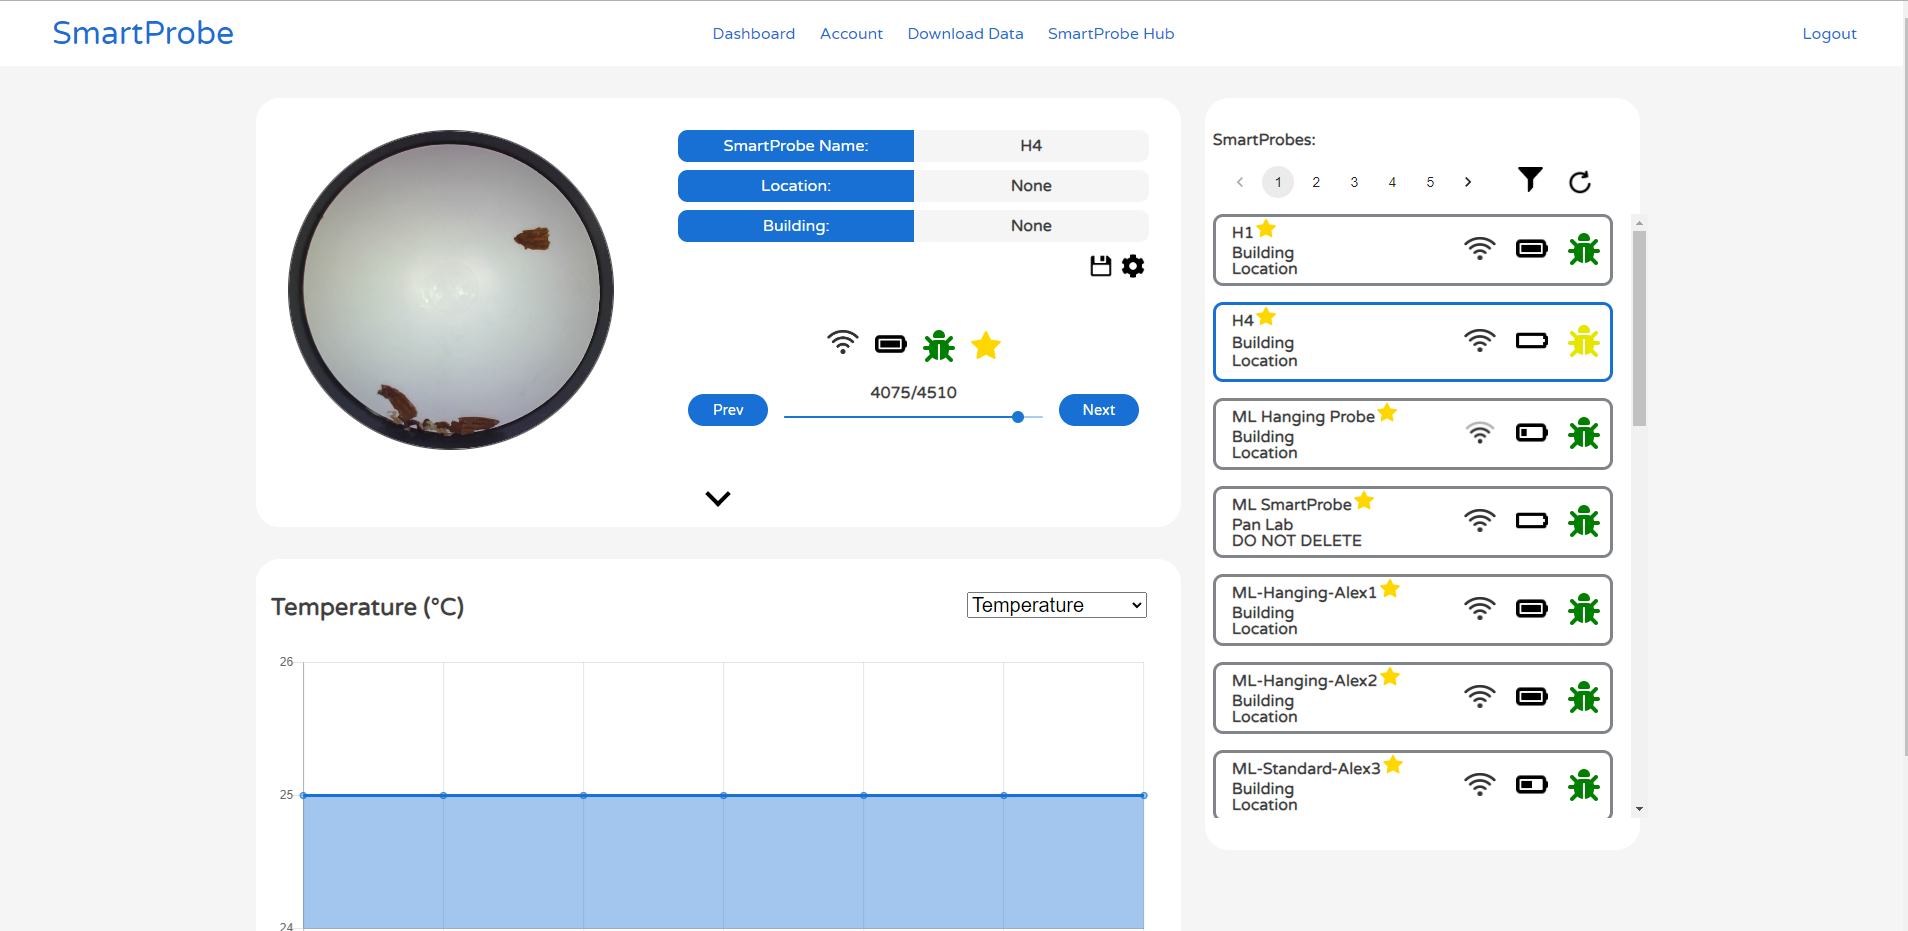 SmartProbe
Dashboard Account Download Data SmartProbe Hub
Logout
SmartProbe Name: H4
Location: None
Building: None
4075/4510
Prev
Next
Temperature (°C)
Temperature
26
25
24
SmartProbes:
1 2 3 4 5
H1
Building
Location
H4
Building
Location
ML Hanging Probe
Building
Location
ML SmartProbe
Pan Lab
DO NOT DELETE
ML-Hanging-Alex1
Building
Location
ML-Hanging-Alex2
Building
Location
ML-Standard-Alex3
Building
Location